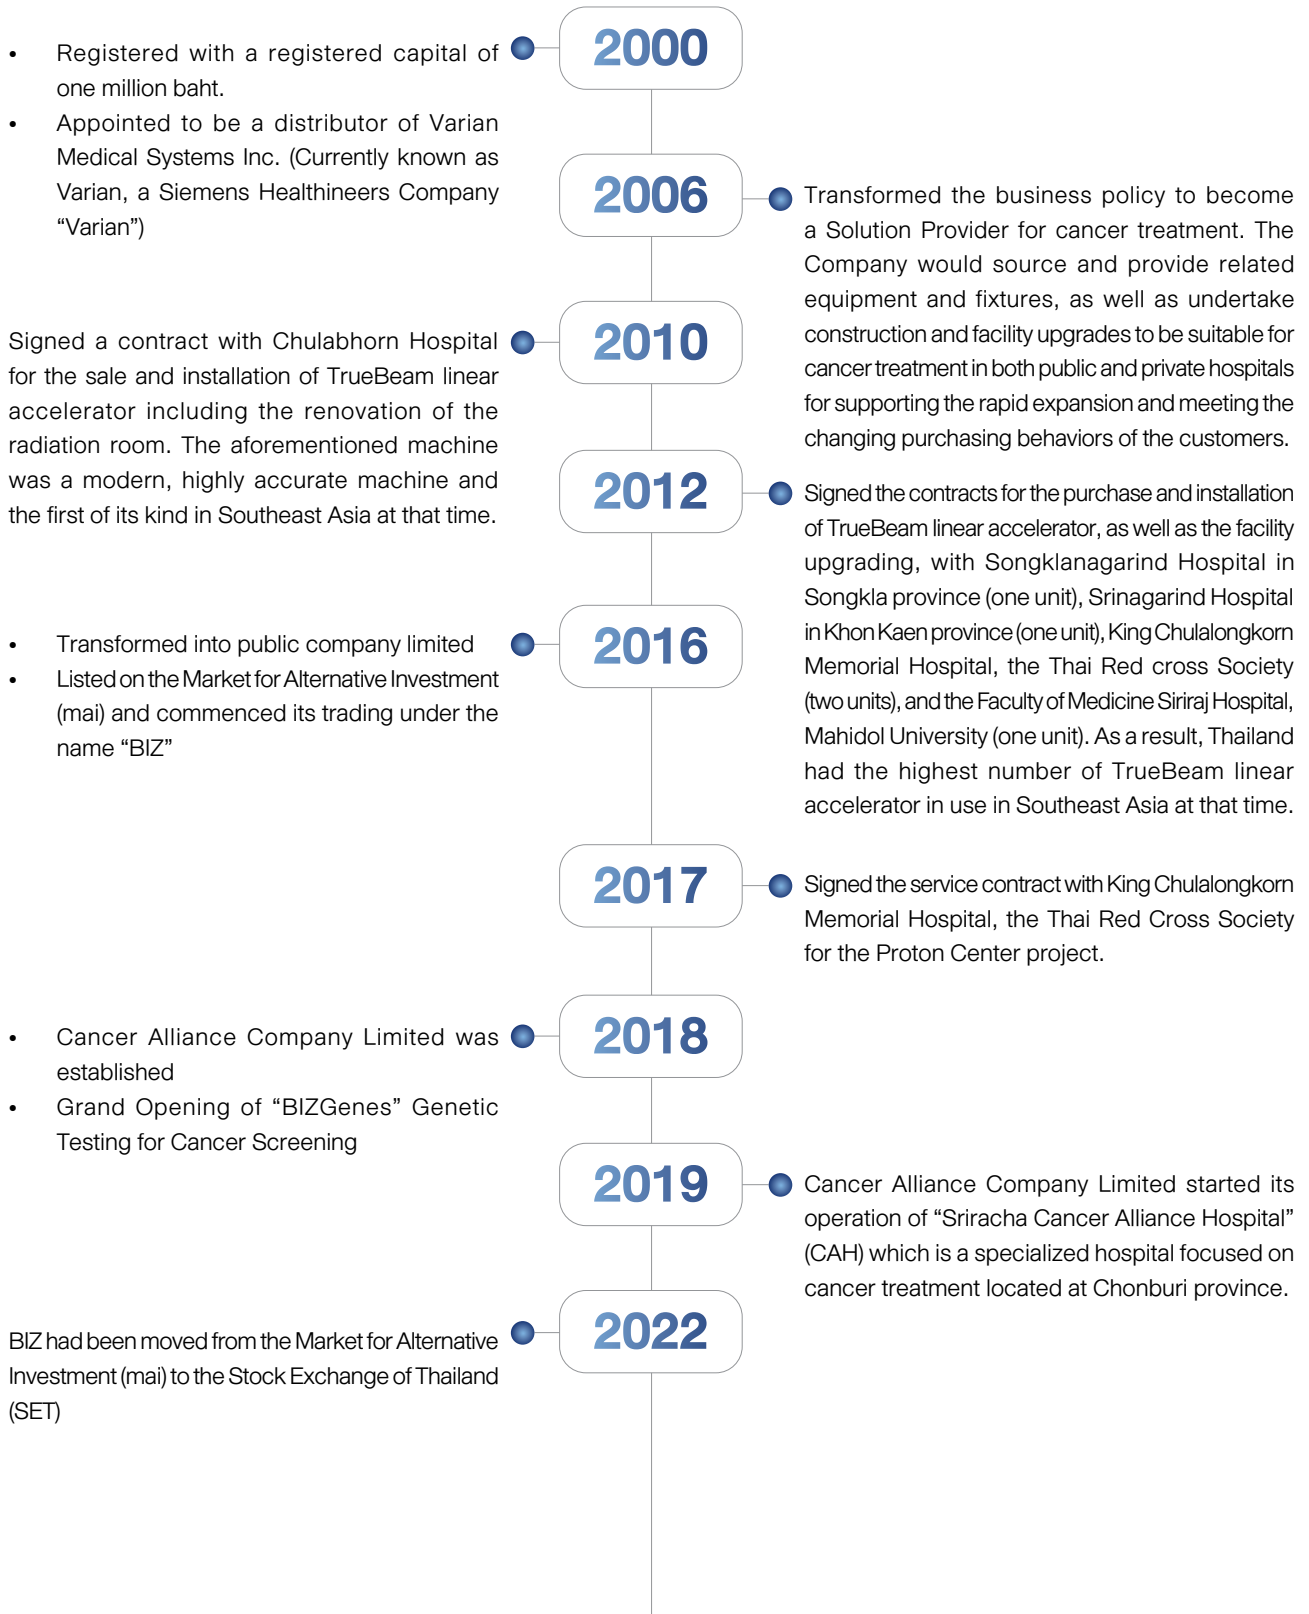 2000
• Registered with a registered capital of
one million baht.
• Appointed to be a distributor of Varian
Medical Systems Inc. (Currently known as
Varian, a Siemens Healthineers Company
“Varian”)
2006
Transformed the business policy to become
a Solution Provider for cancer treatment. The
Company would source and provide related
equipment and fixtures, as well as undertake
construction and facility upgrades to be suitable for
cancer treatment in both public and private hospitals
for supporting the rapid expansion and meeting the
changing purchasing behaviors of the customers.
2010
Signed a contract with Chulabhorn Hospital
for the sale and installation of TrueBeam linear
accelerator including the renovation of the
radiation room. The aforementioned machine
was a modern, highly accurate machine and
the first of its kind in Southeast Asia at that time.
2012
Signed the contracts for the purchase and installation
of TrueBeam linear accelerator, as well as the facility
upgrading, with Songklanagarind Hospital in
Songkla province (one unit), Srinagarind Hospital
in Khon Kaen province (one unit), King Chulalongkorn
Memorial Hospital, the Thai Red cross Society
(two units), and the Faculty of Medicine Siriraj Hospital,
Mahidol University (one unit). As a result, Thailand
had the highest number of TrueBeam linear
accelerator in use in Southeast Asia at that time.
2016
• Transformed into public company limited
• Listed on the Market for Alternative Investment
(mai) and commenced its trading under the
name “BIZ”
2017
Signed the service contract with King Chulalongkorn
Memorial Hospital, the Thai Red Cross Society
for the Proton Center project.
2018
• Cancer Alliance Company Limited was
established
• Grand Opening of “BIZGenes” Genetic
Testing for Cancer Screening
2019
Cancer Alliance Company Limited started its
operation of “Sriracha Cancer Alliance Hospital”
(CAH) which is a specialized hospital focused on
cancer treatment located at Chonburi province.
2022
BIZ had been moved from the Market for Alternative
Investment (mai) to the Stock Exchange of Thailand
(SET)